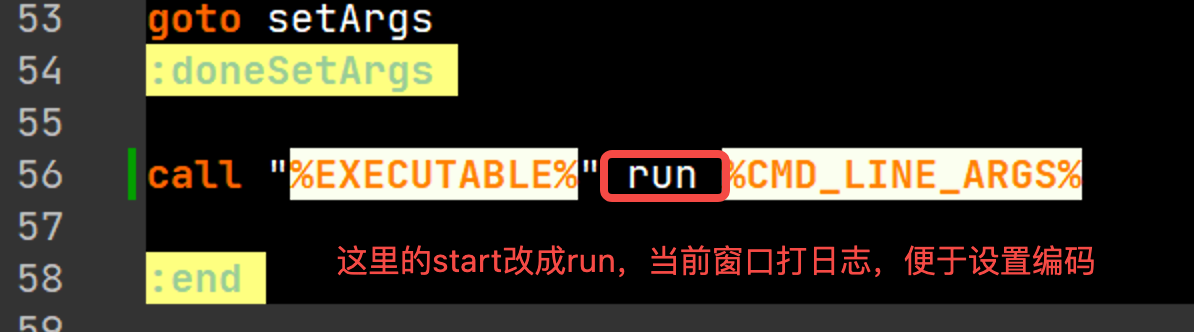 53 goto setArgs
54 :doneSetArgs
55
56 call "%EXECUTABLE%" run %CMD_LINE_ARGS%
57
这里的start改成run，当前窗口打日志，便于设置编码
58 :end
59